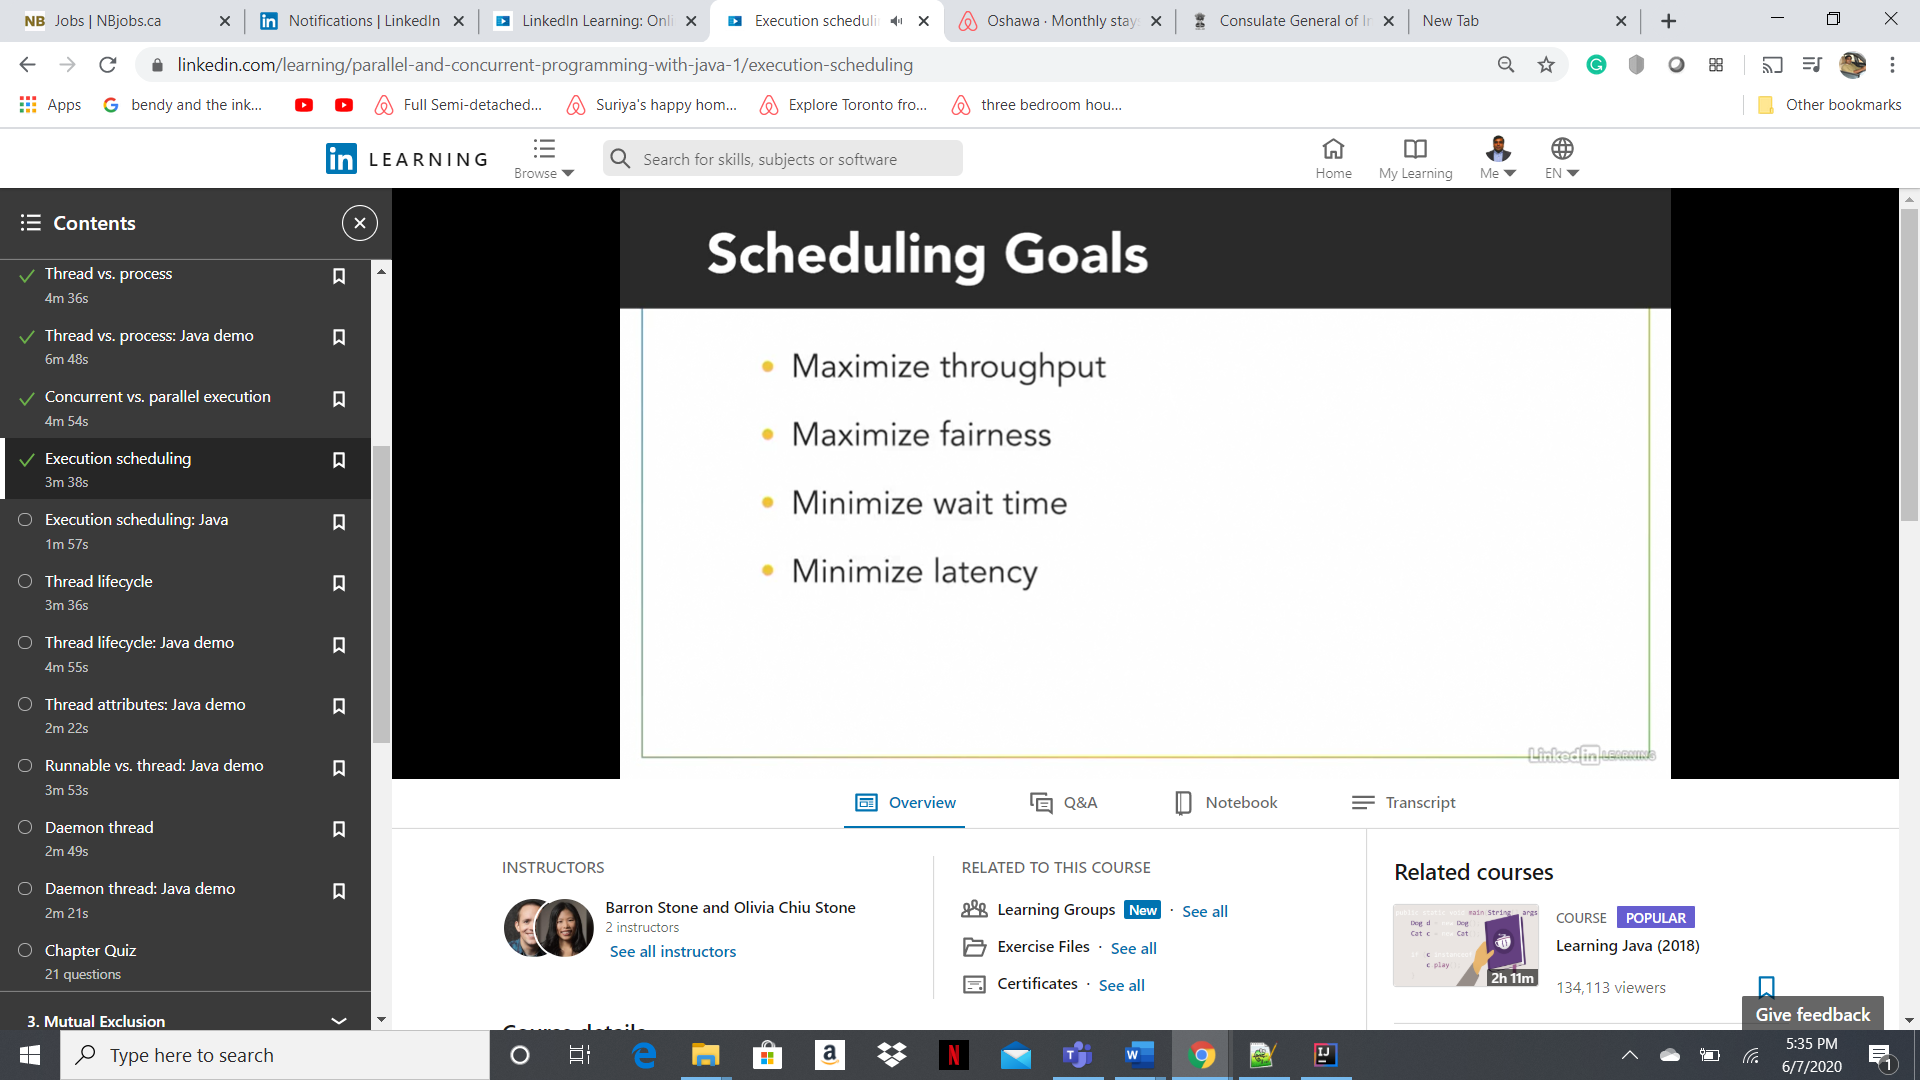 NB Jobs | NBjobs.ca
Notifications | LinkedIn
LinkedIn Learning: Onli
Execution schedulin
Oshawa · Monthly stay
Consulate General of In
New Tab
linkedin.com/learning/parallel-and-concurrent-programming-with-java-1/execution-scheduling
Apps
bendy and the ink...
Full Semi-detached...
Suriya's happy hom...
Explore Toronto fro...
three bedroom hou...
Other bookmarks
in LEARNING
Browse
Search for skills, subjects or software
Home
My Learning
Me
EN
Contents
Thread vs. process
4m 36s
Thread vs. process: Java demo
6m 48s
Concurrent vs. parallel execution
4m 54s
Execution scheduling
3m 38s
Execution scheduling: Java
1m 57s
Thread lifecycle
3m 36s
Thread lifecycle: Java demo
4m 55s
Thread attributes: Java demo
2m 22s
Runnable vs. thread: Java demo
3m 53s
Daemon thread
2m 49s
Daemon thread: Java demo
2m 21s
Chapter Quiz
21 questions
3. Mutual Exclusion
Scheduling Goals
• Maximize throughput
• Maximize fairness
• Minimize wait time
• Minimize latency
LinkedIn LEARNING
Overview
Q&A
Notebook
Transcript
INSTRUCTORS
Barron Stone and Olivia Chiu Stone
2 instructors
See all instructors
RELATED TO THIS COURSE
Learning Groups New · See all
Exercise Files · See all
Certificates · See all
Course details
Related courses
COURSE POPULAR
Learning Java (2018)
2h 11m
134,113 viewers
Give feedback
Type here to search
5:35 PM
6/7/2020
1